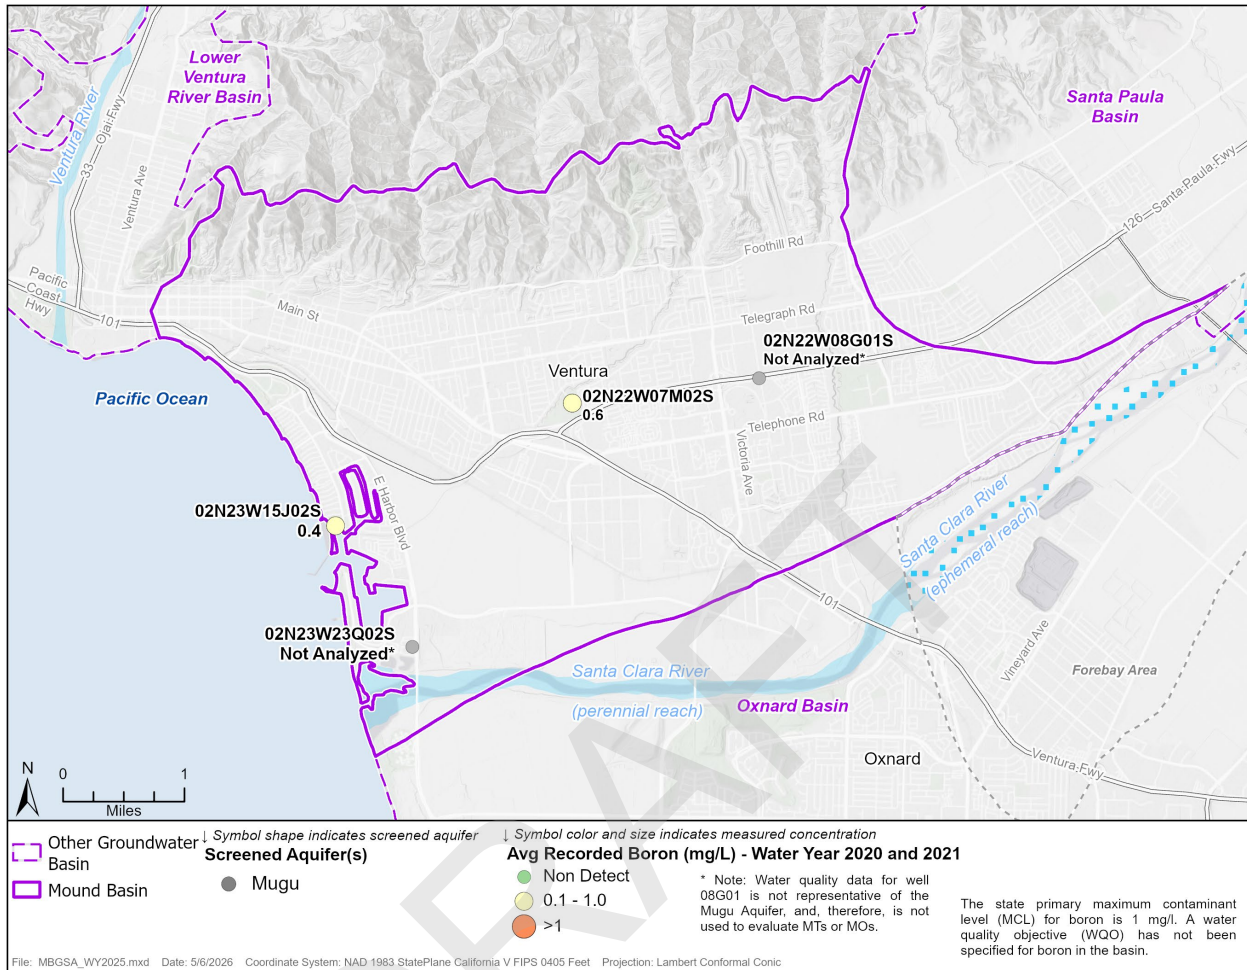 Lower
Ventura
River Basin
Santa Paula
Basin
Ventura River
Ojai Fwy
33
Ventura Ave
126
Santa-Paula-Fwy
Foothill Rd
Pacific
Coast
Hwy
101
Main St
Telegraph Rd
02N22W08G01S
Not Analyzed*
Ventura
Pacific Ocean
02N22W07M02S
0.6
Telephone Rd
Victoria Ave
E Harbor Blvd
02N23W15J02S
0.4
Santa Clara River
(ephemeral reach)
101
02N23W23Q02S
Not Analyzed*
Santa Clara River
(perennial reach)
Vineyard Ave
Forebay Area
Oxnard Basin
Oxnard
Ventura-Fwy
N
0 1
Miles
DRAFT
Other Groundwater
Basin
Mound Basin
↓ Symbol shape indicates screened aquifer
Screened Aquifer(s)
Mugu
↓ Symbol color and size indicates measured concentration
Avg Recorded Boron (mg/L) - Water Year 2020 and 2021
Non Detect
0.1 - 1.0
>1
* Note: Water quality data for well
08G01 is not representative of the
Mugu Aquifer, and, therefore, is not
used to evaluate MTs or MOs.
The state primary maximum contaminant
level (MCL) for boron is 1 mg/l. A water
quality objective (WQO) has not been
specified for boron in the basin.
File: MBGSA_WY2025.mxd Date: 5/6/2026 Coordinate System: NAD 1983 StatePlane California V FIPS 0405 Feet Projection: Lambert Conformal Conic